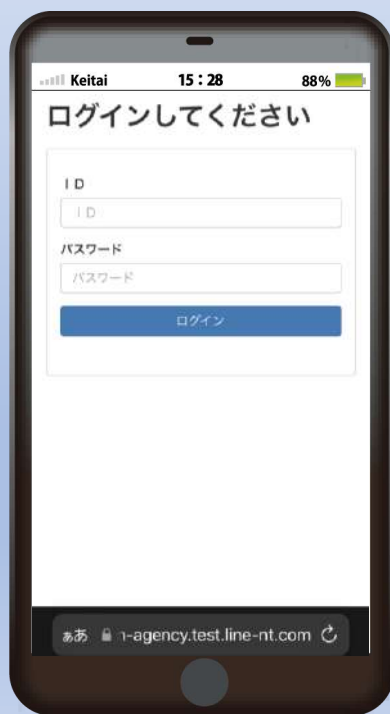 Keitai 15：28 88%
ログインしてください
ＩＤ
ＩＤ
パスワード
パスワード
ログイン
ぁあ -agency.test.line-nt.com